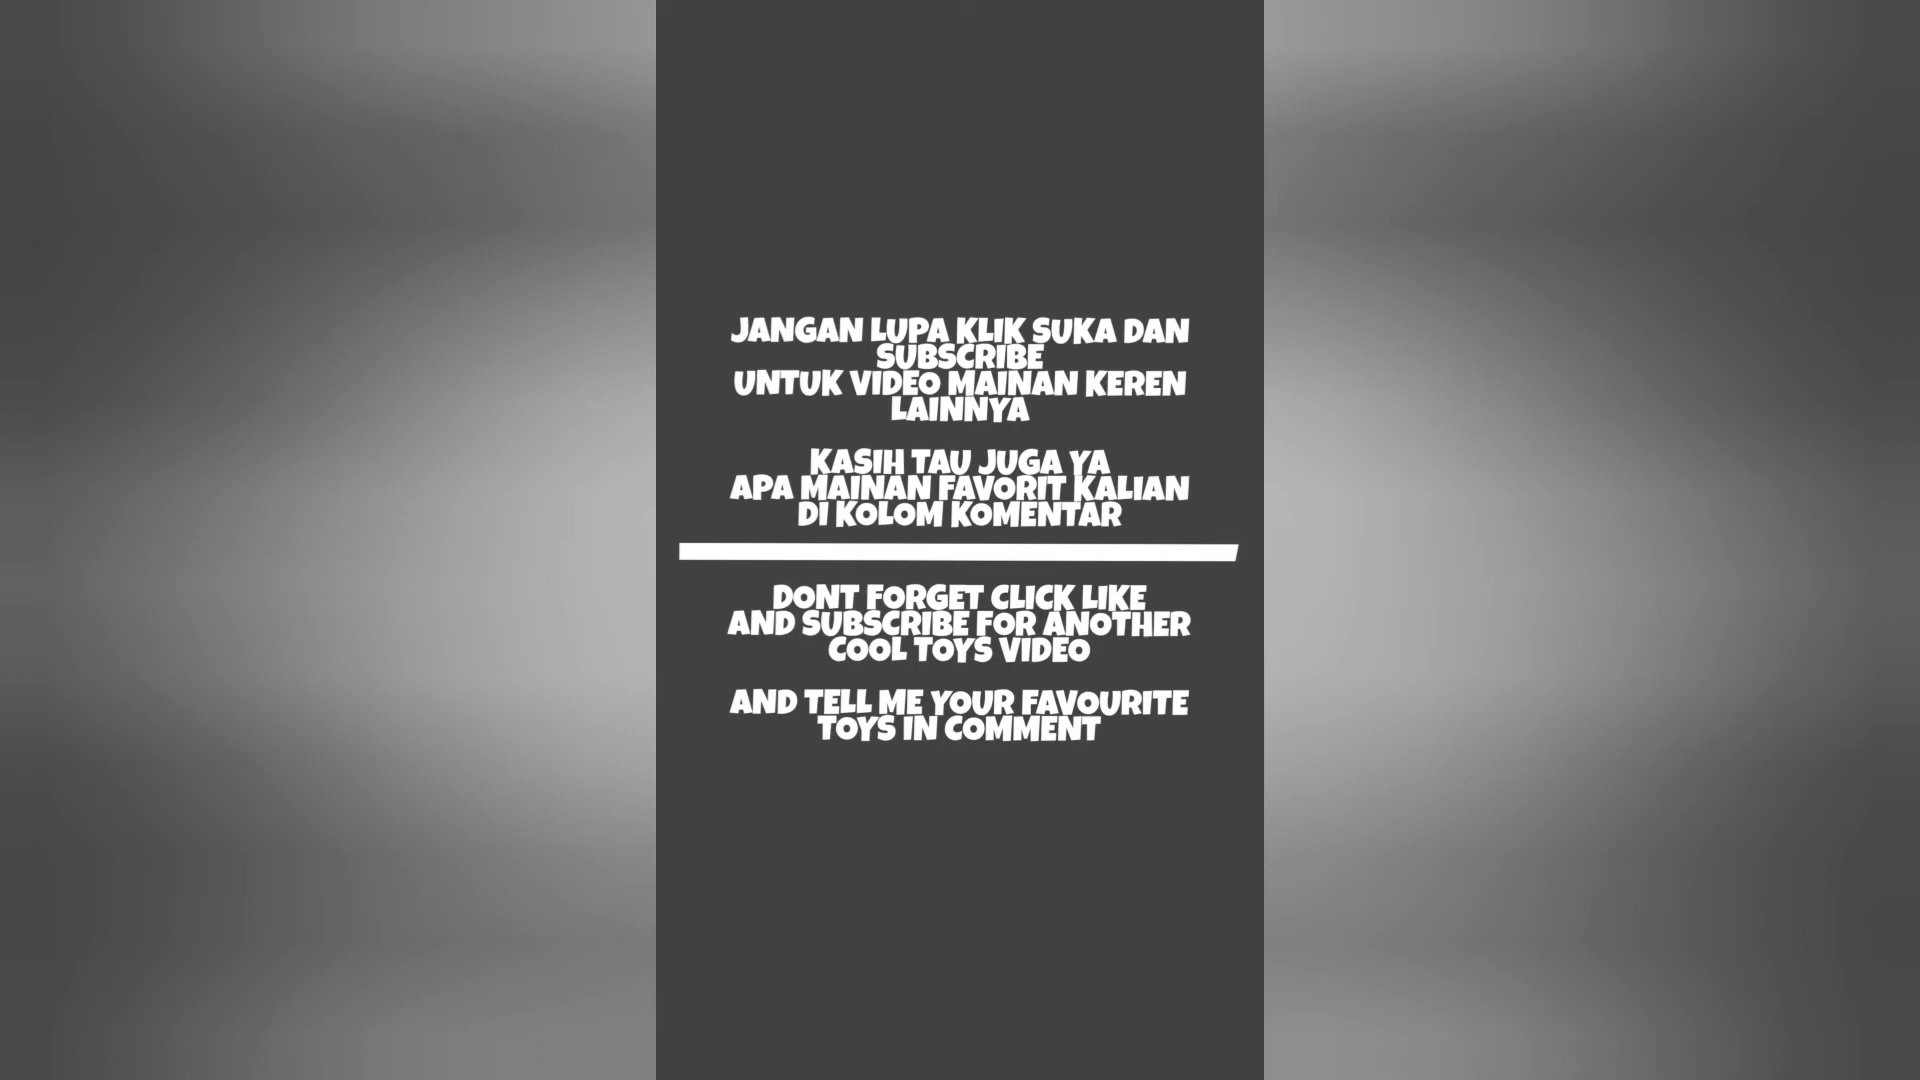 JANGAN LUPA KLIK SUKA DAN
SUBSCRIBE
UNTUK VIDEO MAINAN KEREN
LAINNYA
KASIH TAU JUGA YA
APA MAINAN FAVORIT KALIAN
DI KOLOM KOMENTAR
DONT FORGET CLICK LIKE
AND SUBSCRIBE FOR ANOTHER
COOL TOYS VIDEO
AND TELL ME YOUR FAVOURITE
TOYS IN COMMENT